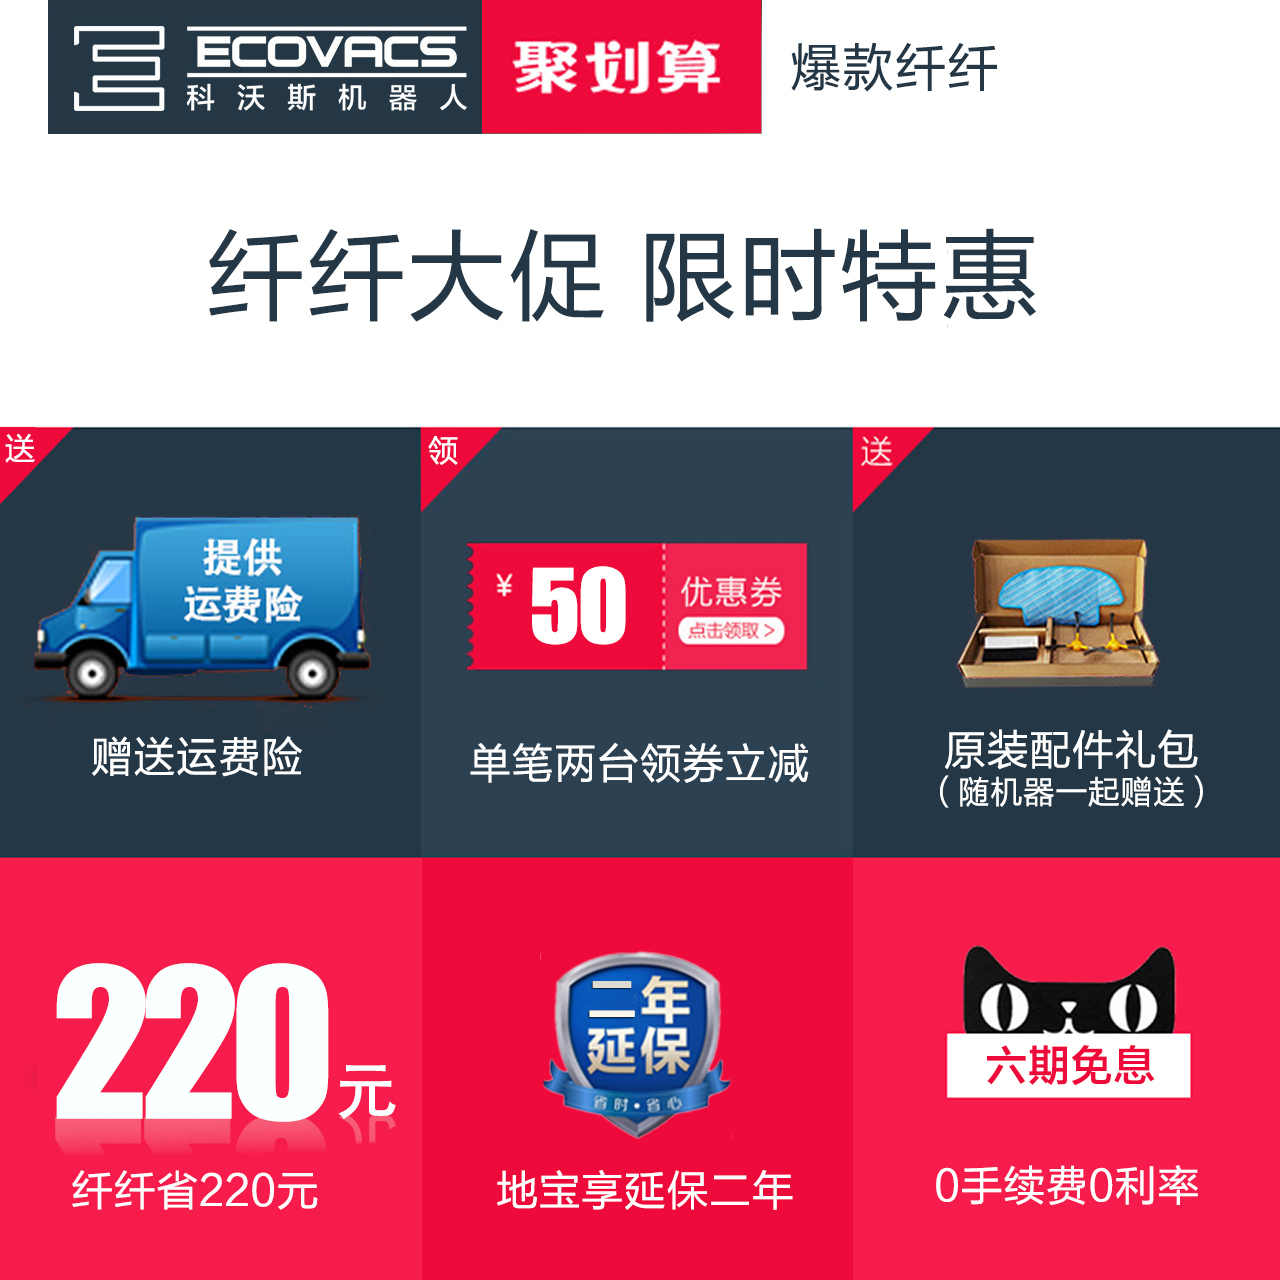 ECOVACS
科沃斯机器人
聚划算
爆款纤纤
纤纤大促 限时特惠
送
提供
运费险
赠送运费险
领
¥ 50
优惠券
点击领取 >
单笔两台领券立减
送
原装配件礼包
（随机器一起赠送）
220元
纤纤省220元
二年
延保
省时•省心
地宝享延保二年
六期免息
0手续费0利率